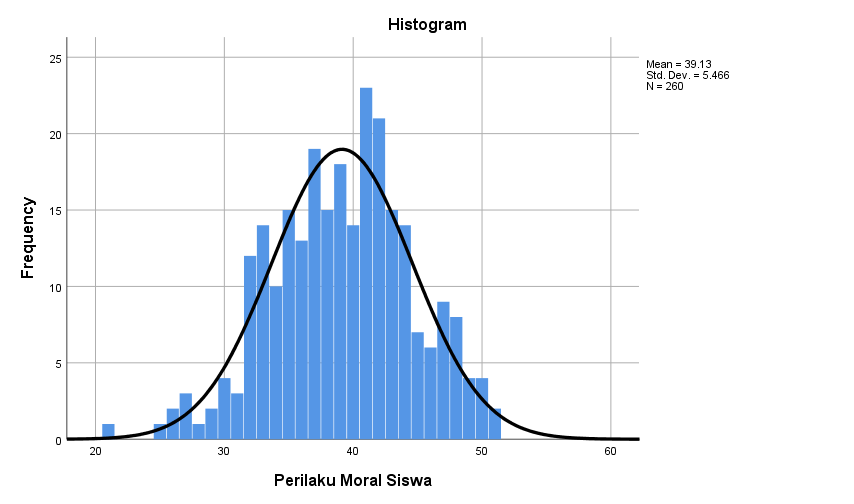 Histogram
Mean = 39.13
Std. Dev. = 5.466
N = 260
Frequency
25
20
15
10
5
0
20 30 40 50 60
Perilaku Moral Siswa